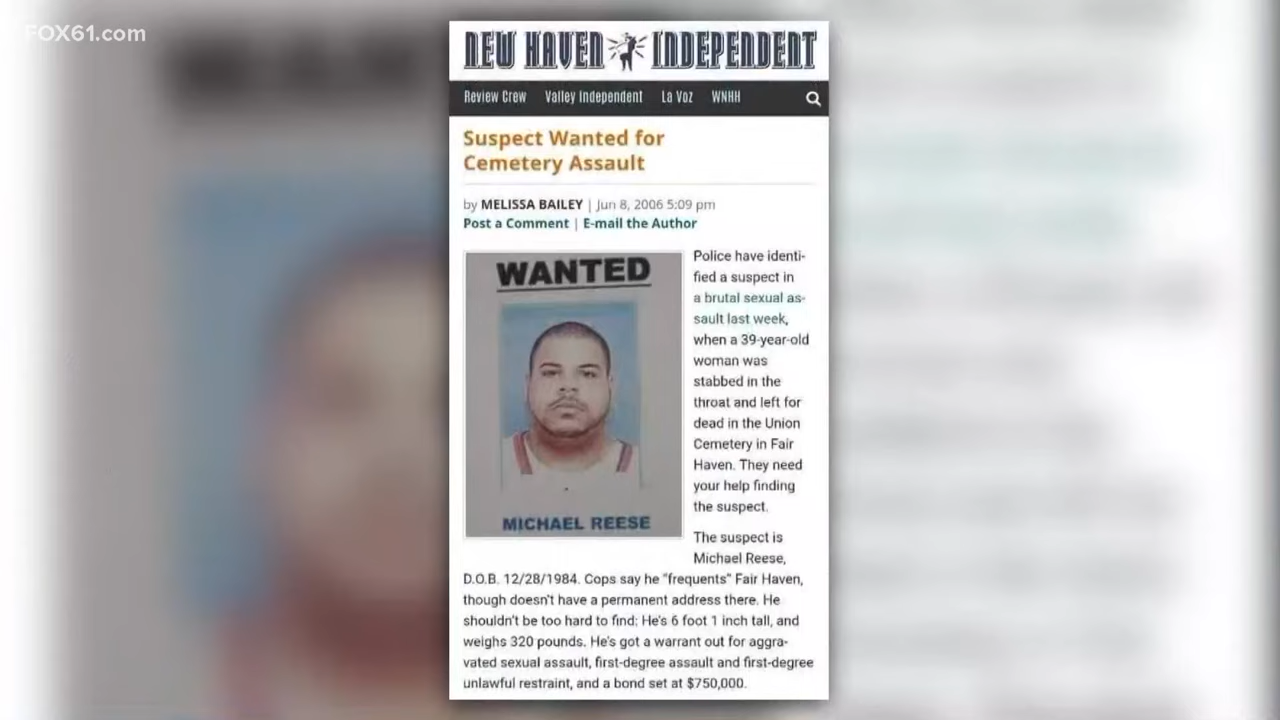 FOX61.com
NEW HAVEN INDEPENDENT
Review Crew Valley Independent La Voz WNHH
Suspect Wanted for
Cemetery Assault
by MELISSA BAILEY | Jun 8, 2006 5:09 pm
Post a Comment | E-mail the Author
WANTED
MICHAEL REESE
Police have identi-
fied a suspect in
a brutal sexual as-
sault last week,
when a 39-year-old
woman was
stabbed in the
throat and left for
dead in the Union
Cemetery in Fair
Haven. They need
your help finding
the suspect.
The suspect is
Michael Reese,
D.O.B. 12/28/1984. Cops say he "frequents" Fair Haven,
though doesn't have a permanent address there. He
shouldn't be too hard to find: He's 6 foot 1 inch tall, and
weighs 320 pounds. He's got a warrant out for aggra-
vated sexual assault, first-degree assault and first-degree
unlawful restraint, and a bond set at $750,000.